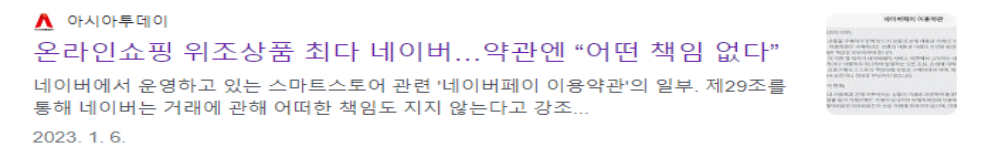 아시아투데이
온라인쇼핑 위조상품 최다 네이버...약관엔 “어떤 책임 없다”
네이버에서 운영하고 있는 스마트스토어 관련 '네이버페이 이용약관'의 일부. 제29조를
통해 네이버는 거래에 관해 어떠한 책임도 지지 않는다고 강조...
2023. 1. 6.
네이버페이 이용약관